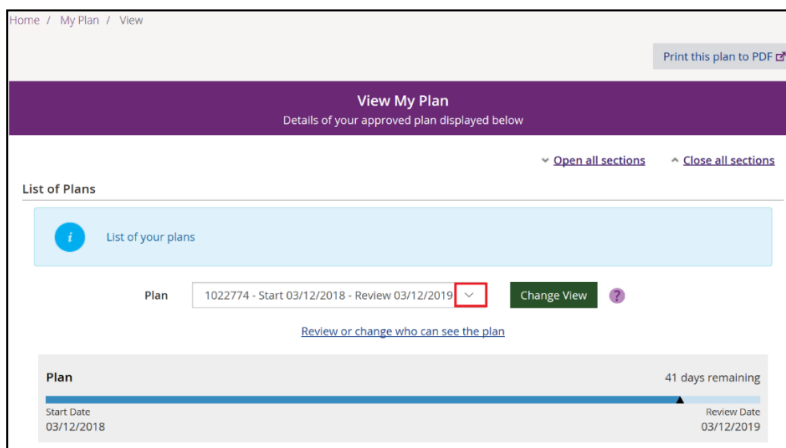 Home / My Plan / View
Print this plan to PDF
View My Plan
Details of your approved plan displayed below
Open all sections Close all sections
List of Plans
i List of your plans
Plan 1022774 - Start 03/12/2018 - Review 03/12/2019 Change View ?
Review or change who can see the plan
Plan 41 days remaining
Start Date Review Date
03/12/2018 03/12/2019